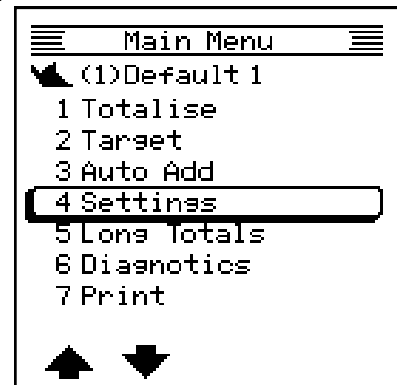 Main Menu
(1)Default 1
1 Totalise
2 Target
3 Auto Add
4 Settings
5 Long Totals
6 Diagnotics
7 Print